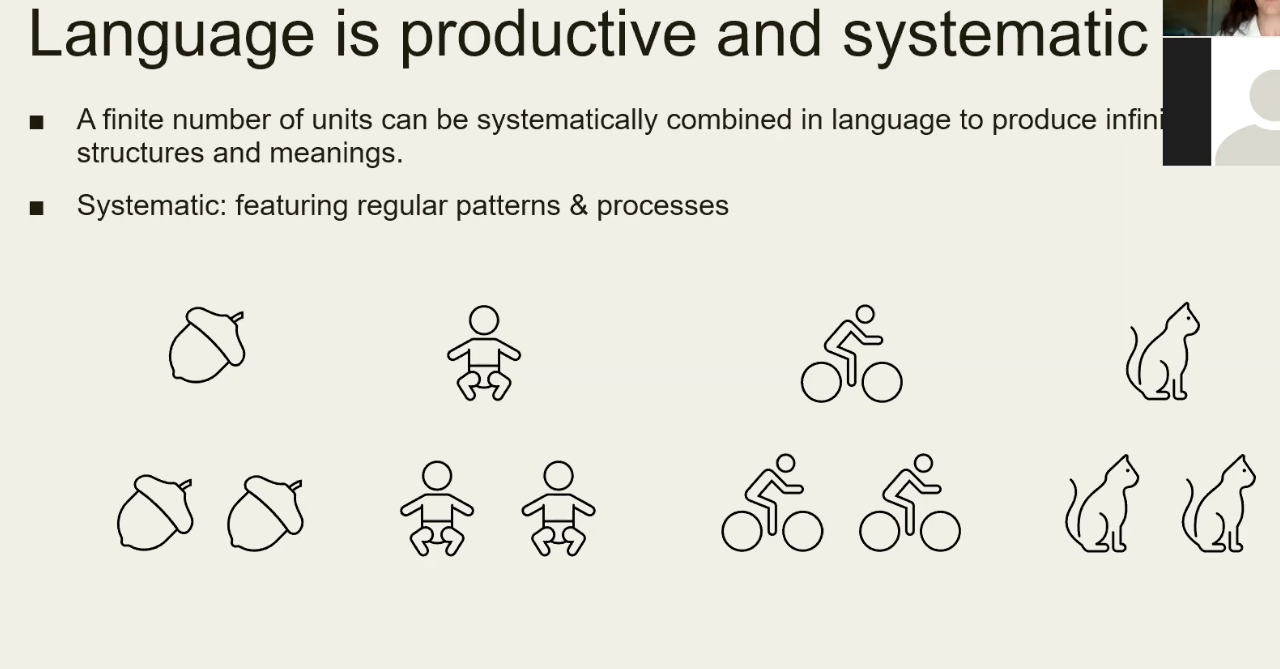 Language is productive and systematic
■ A finite number of units can be systematically combined in language to produce infini
structures and meanings.
■ Systematic: featuring regular patterns & processes